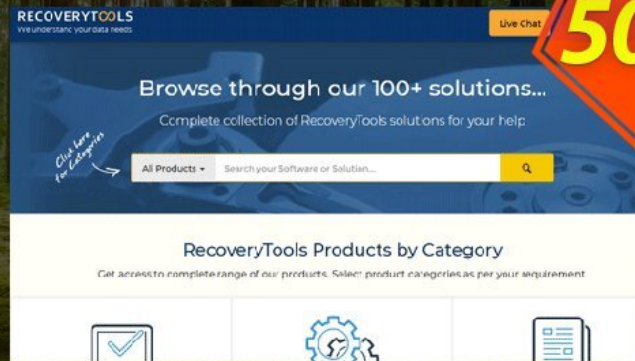 RECOVERYTOOLS
We understand your data needs
Live Chat
50
Browse through our 100+ solutions...
Complete collection of RecoveryTools solutions for your help
Click here
for Categories
All Products
Search your Software or Solution...
RecoveryTools Products by Category
Get access to complete range of our products. Select product categories as per your requirement